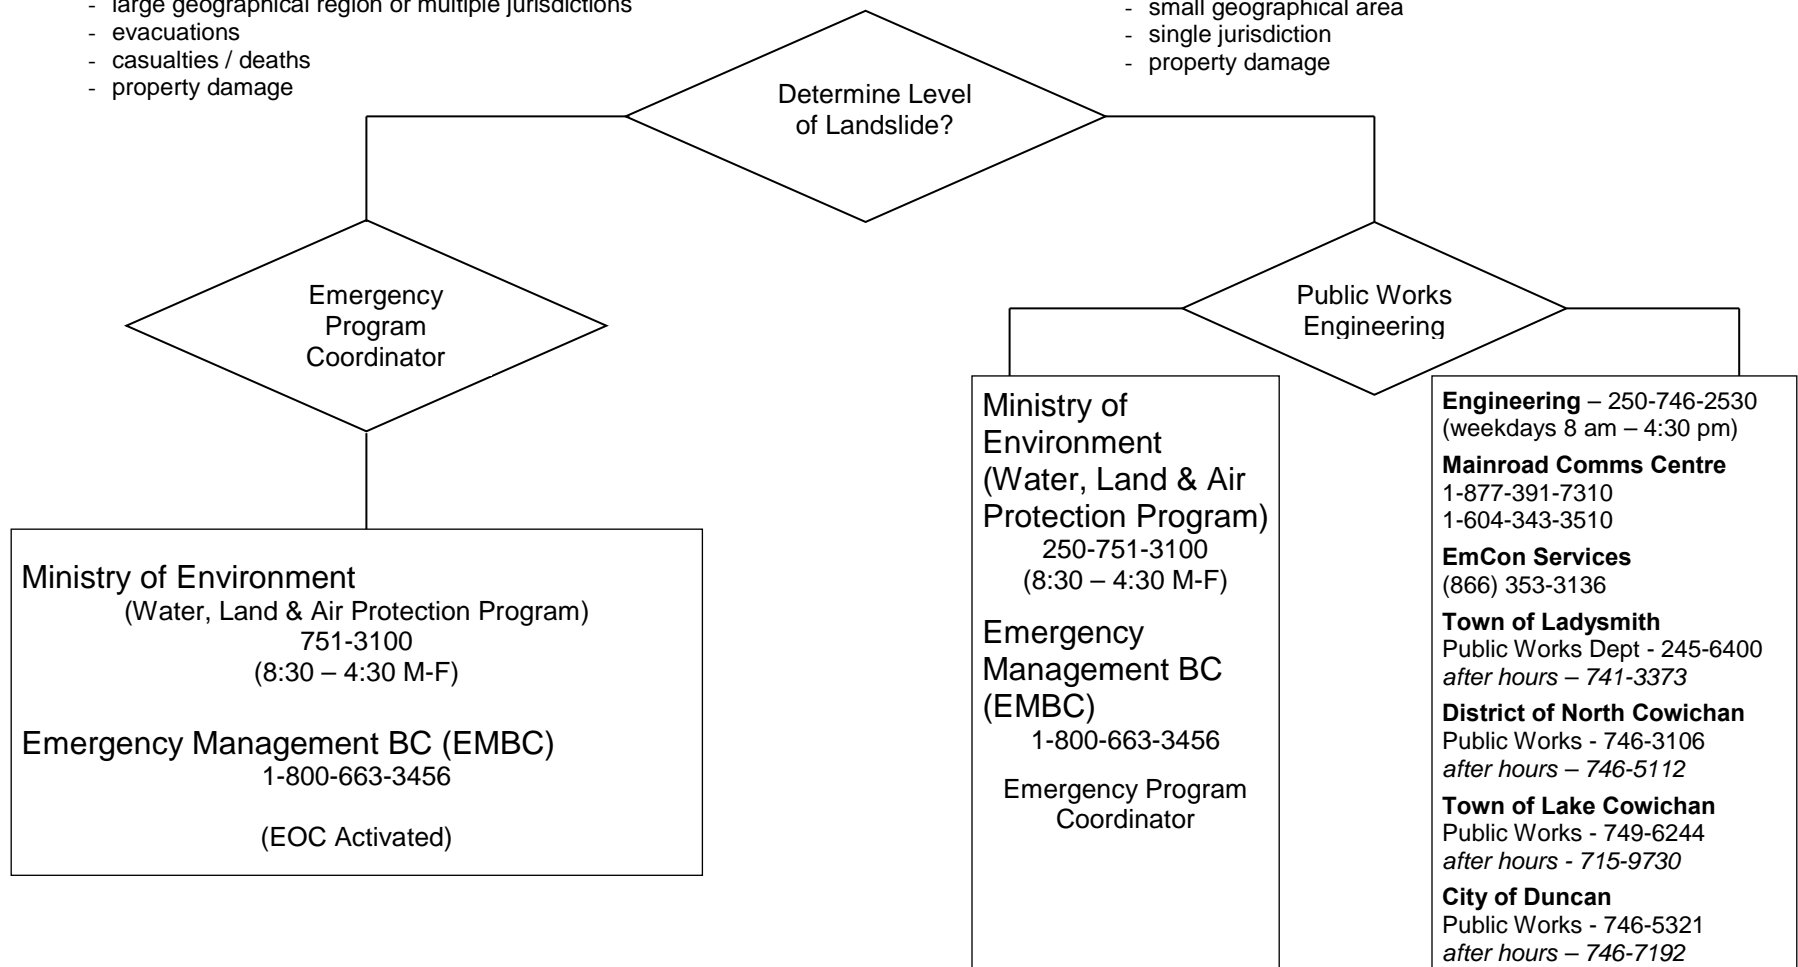 - large geographical region or multiple jurisdictions
- evacuations
- casualties / deaths
- property damage
- small geographical area
- single jurisdiction
- property damage
Determine Level
of Landslide?
Emergency
Program
Coordinator
Public Works
Engineering
Ministry of Environment
(Water, Land & Air Protection Program)
751-3100
(8:30 – 4:30 M-F)
Emergency Management BC (EMBC)
1-800-663-3456
(EOC Activated)
Ministry of
Environment
(Water, Land & Air
Protection Program)
250-751-3100
(8:30 – 4:30 M-F)
Emergency
Management BC
(EMBC)
1-800-663-3456
Emergency Program
Coordinator
Engineering – 250-746-2530
(weekdays 8 am – 4:30 pm)
Mainroad Comms Centre
1-877-391-7310
1-604-343-3510
EmCon Services
(866) 353-3136
Town of Ladysmith
Public Works Dept - 245-6400
after hours – 741-3373
District of North Cowichan
Public Works - 746-3106
after hours – 746-5112
Town of Lake Cowichan
Public Works - 749-6244
after hours - 715-9730
City of Duncan
Public Works - 746-5321
after hours – 746-7192